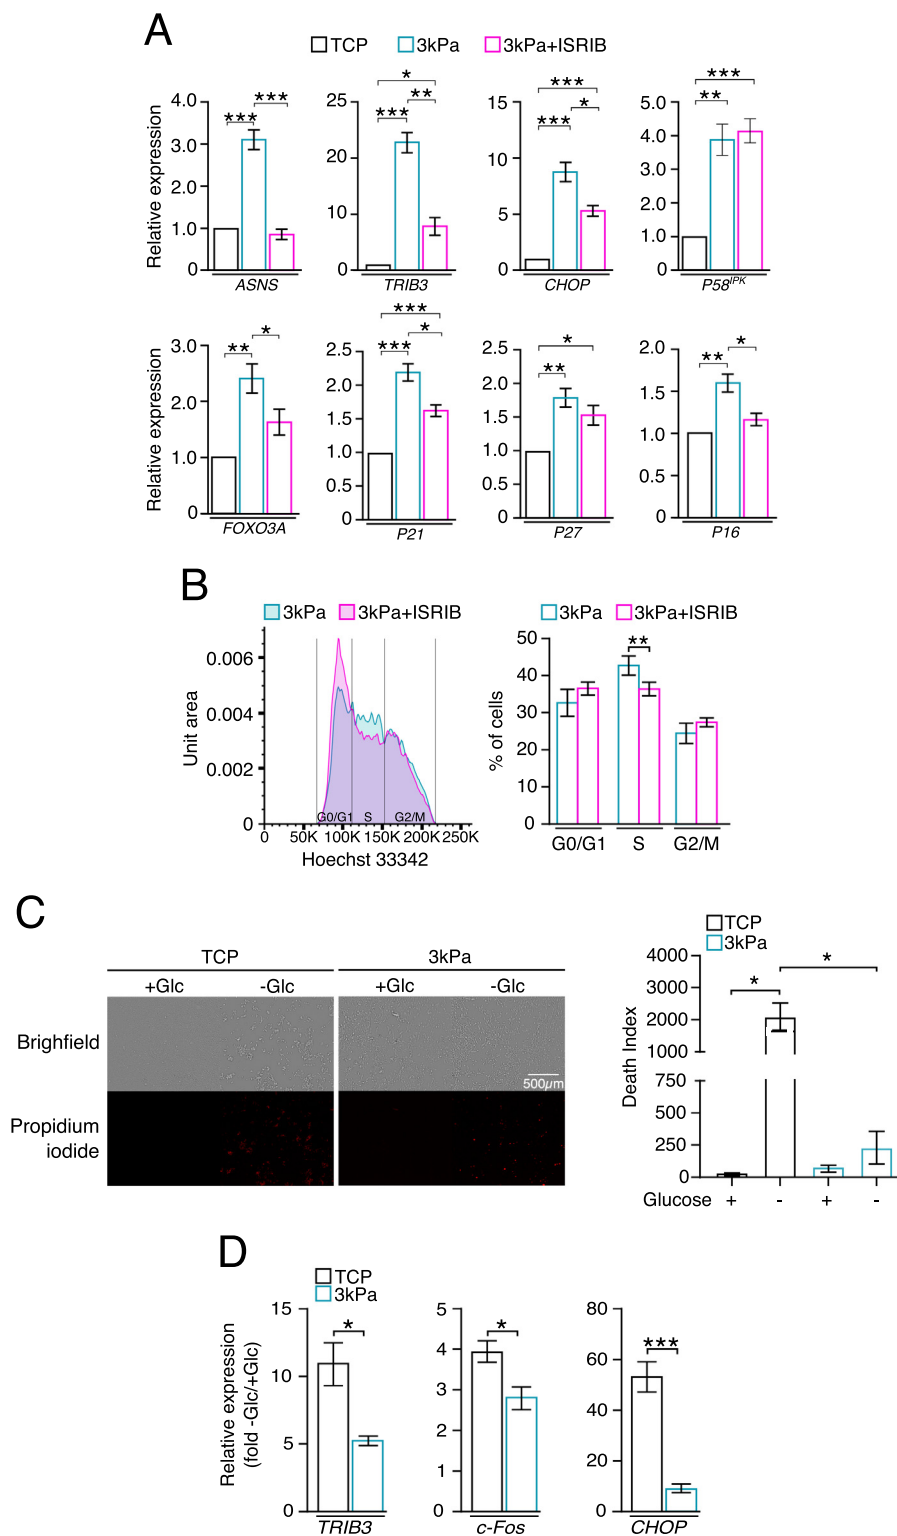 A
TCP 3kPa 3kPa+ISRIB
Relative expression
4.0
3.0
2.0
1.0
0
*** ***
ASNS
25
20
10
0
*
**
***
TRIB3
15
10
5
0
***
*
***
CHOP
5.0
4.0
3.0
2.0
1.0
0
***
**
P58IPK
Relative expression
3.0
2.0
1.0
0
*
**
FOXO3A
2.5
2.0
1.5
1.0
0.5
0
***
*
***
P21
2.5
2.0
1.5
1.0
0.5
0
*
**
P27
2.0
1.5
1.0
0.5
0
*
**
P16
B
3kPa 3kPa+ISRIB
Unit area
0.006
0.004
0.002
0
G0/G1 S G2/M
0 50K 100K 150K 200K 250K
Hoechst 33342
3kPa 3kPa+ISRIB
% of cells
50
40
30
20
10
0
**
G0/G1 S G2/M
C
TCP 3kPa
+Glc -Glc +Glc -Glc
Brighfield
500µm
Propidium
iodide
TCP
3kPa
Death Index
4000
3000
2000
1000
750
500
250
0
* *
Glucose + - + -
D
TCP
3kPa
Relative expression
(fold -Glc/+Glc)
15
10
5
0
*
TRIB3
5
4
3
2
1
0
*
c-Fos
80
60
40
20
0
***
CHOP